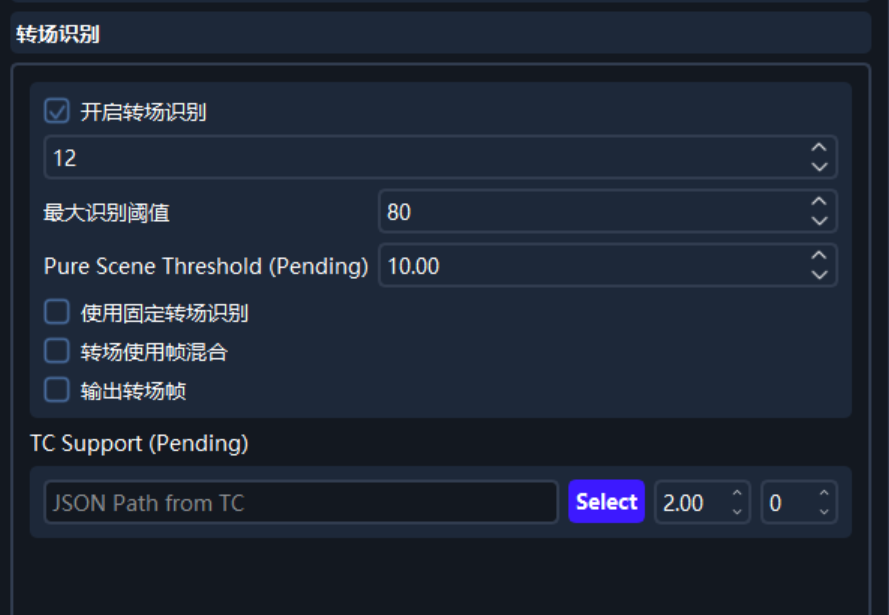 转场识别
开启转场识别
12
最大识别阈值 80
Pure Scene Threshold (Pending) 10.00
使用固定转场识别
转场使用帧混合
输出转场帧
TC Support (Pending)
JSON Path from TC Select 2.00 0